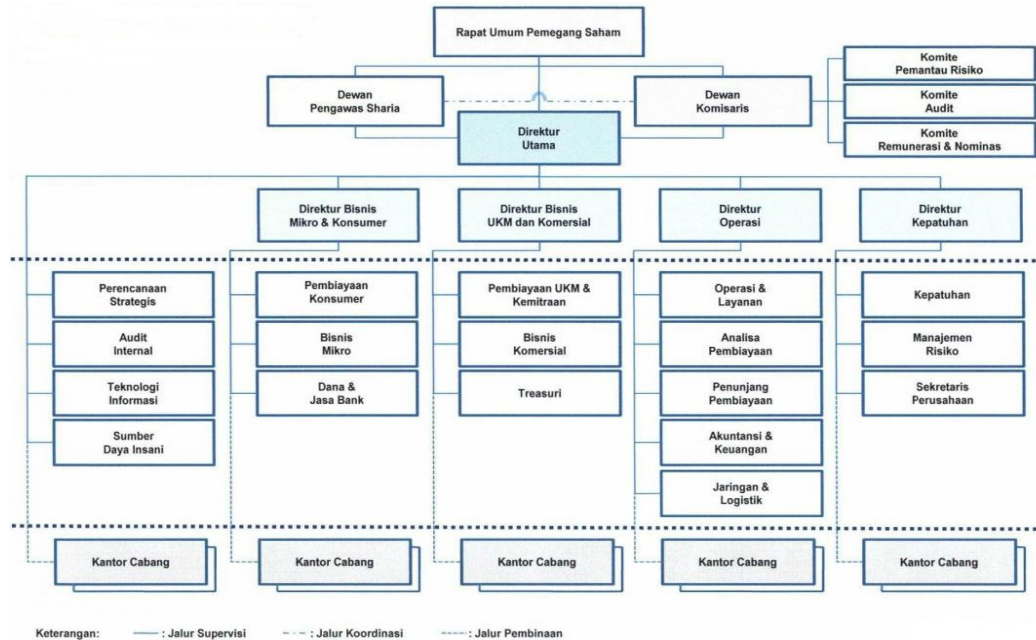 Rapat Umum Pemegang Saham
Dewan
Pengawas Sharia
Dewan
Komisaris
Komite
Pemantau Risiko
Komite
Audit
Komite
Remunerasi & Nominas
Direktur
Utama
Direktur Bisnis
Mikro & Konsumer
Direktur Bisnis
UKM dan Komersial
Direktur
Operasi
Direktur
Kepatuhan
Perencanaan
Strategis
Audit
Internal
Teknologi
Informasi
Sumber
Daya Insani
Pembiayaan
Konsumer
Bisnis
Mikro
Dana &
Jasa Bank
Pembiayaan UKM &
Kemitraan
Bisnis
Komersial
Treasuri
Operasi &
Layanan
Analisa
Pembiayaan
Penunjang
Pembiayaan
Akuntansi &
Keuangan
Jaringan &
Logistik
Kepatuhan
Manajemen
Risiko
Sekretaris
Perusahaan
Kantor Cabang
Kantor Cabang
Kantor Cabang
Kantor Cabang
Kantor Cabang
Keterangan: : Jalur Supervisi : Jalur Koordinasi : Jalur Pembinaan